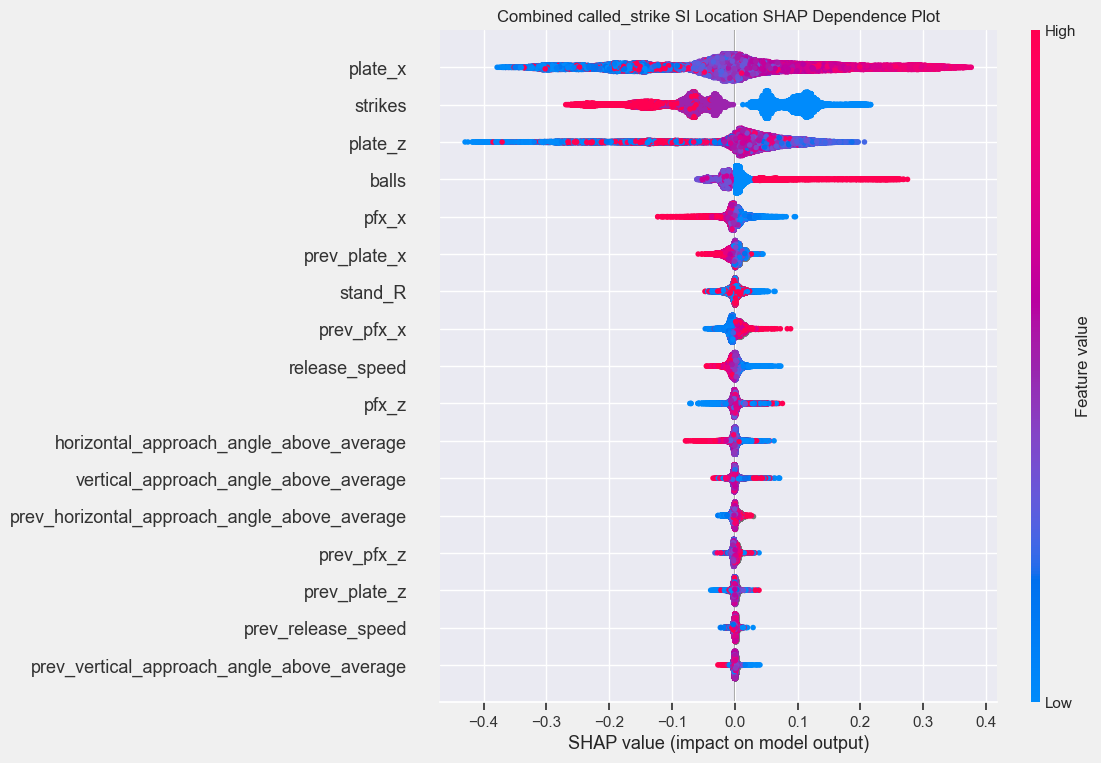 Combined called_strike SI Location SHAP Dependence Plot
High
plate_x
strikes
plate_z
balls
pfx_x
prev_plate_x
stand_R
prev_pfx_x
release_speed
pfx_z
horizontal_approach_angle_above_average
vertical_approach_angle_above_average
prev_horizontal_approach_angle_above_average
prev_pfx_z
prev_plate_z
prev_release_speed
prev_vertical_approach_angle_above_average
Feature value
Low
−0.4 −0.3 −0.2 −0.1 0.0 0.1 0.2 0.3 0.4
SHAP value (impact on model output)